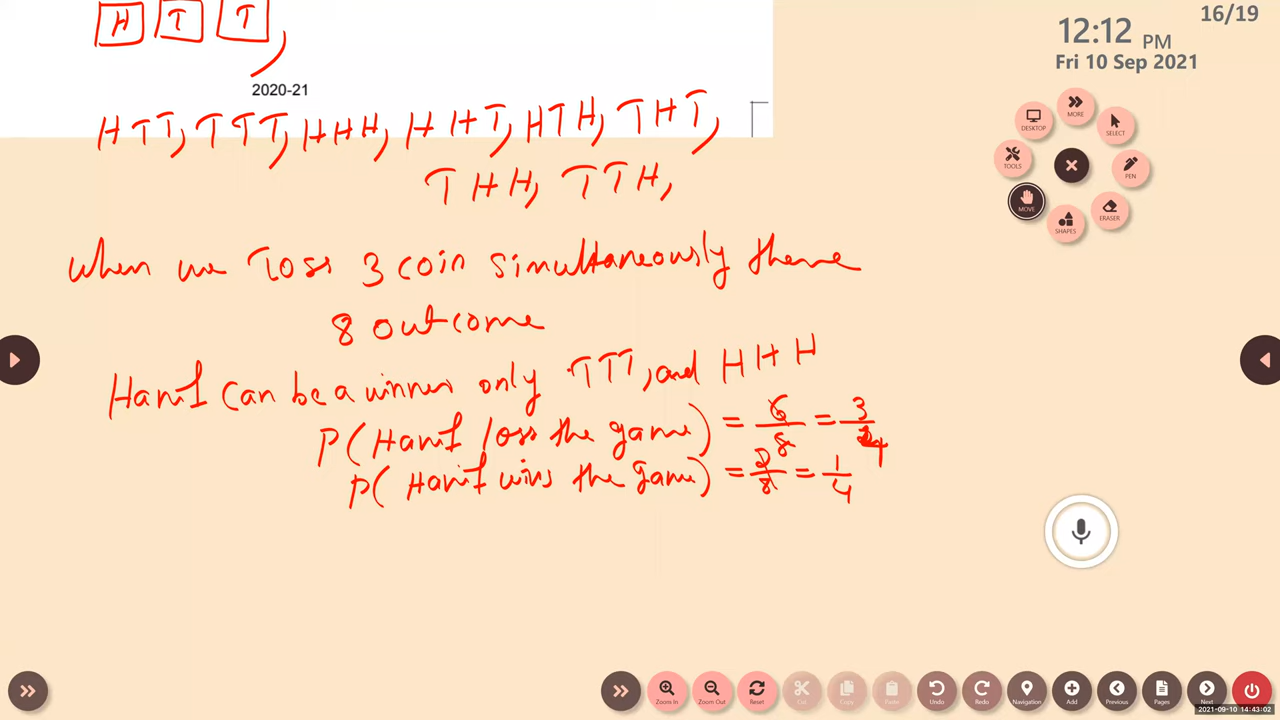 16/19
12:12 PM
Fri 10 Sep 2021
H T T,
2020-21
HTT, TTT, HHH, HHT, HTH, THT,
THH, TTH,
DESKTOP
MORE
SELECT
TOOLS
PEN
MOVE
SHAPES
ERASER
when we Toss 3 coin simultaneously there
8 outcome
Hanif can be a winner only TTT, and HHH
P(Hanif loss the game) = 6/8 = 3/4
P(Hanif wins the game) = 2/8 = 1/4
Zoom In Zoom Out Reset Cut Copy Paste Undo Redo Navigation Add Previous Pages Next
2021-09-10 14:43:02